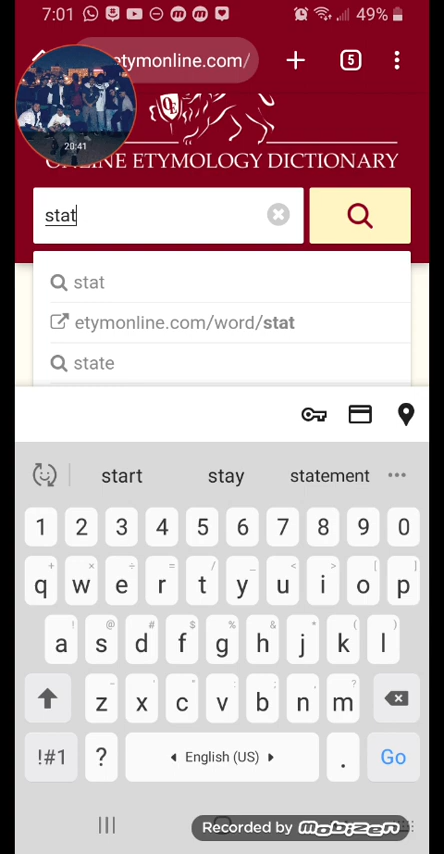 7:01 49%
etymonline.com/ 5
20:41
OE
ONLINE ETYMOLOGY DICTIONARY
stat
stat
etymonline.com/word/stat
state
start stay statement
1 2 3 4 5 6 7 8 9 0
+ × ÷ = / _ < > [ ]
q w e r t y u i o p
! @ # $ % & * ( )
a s d f g h j k l
- ' " : ; , ?
z x c v b n m
!#1 ? English (US) . Go
Recorded by Mobizen